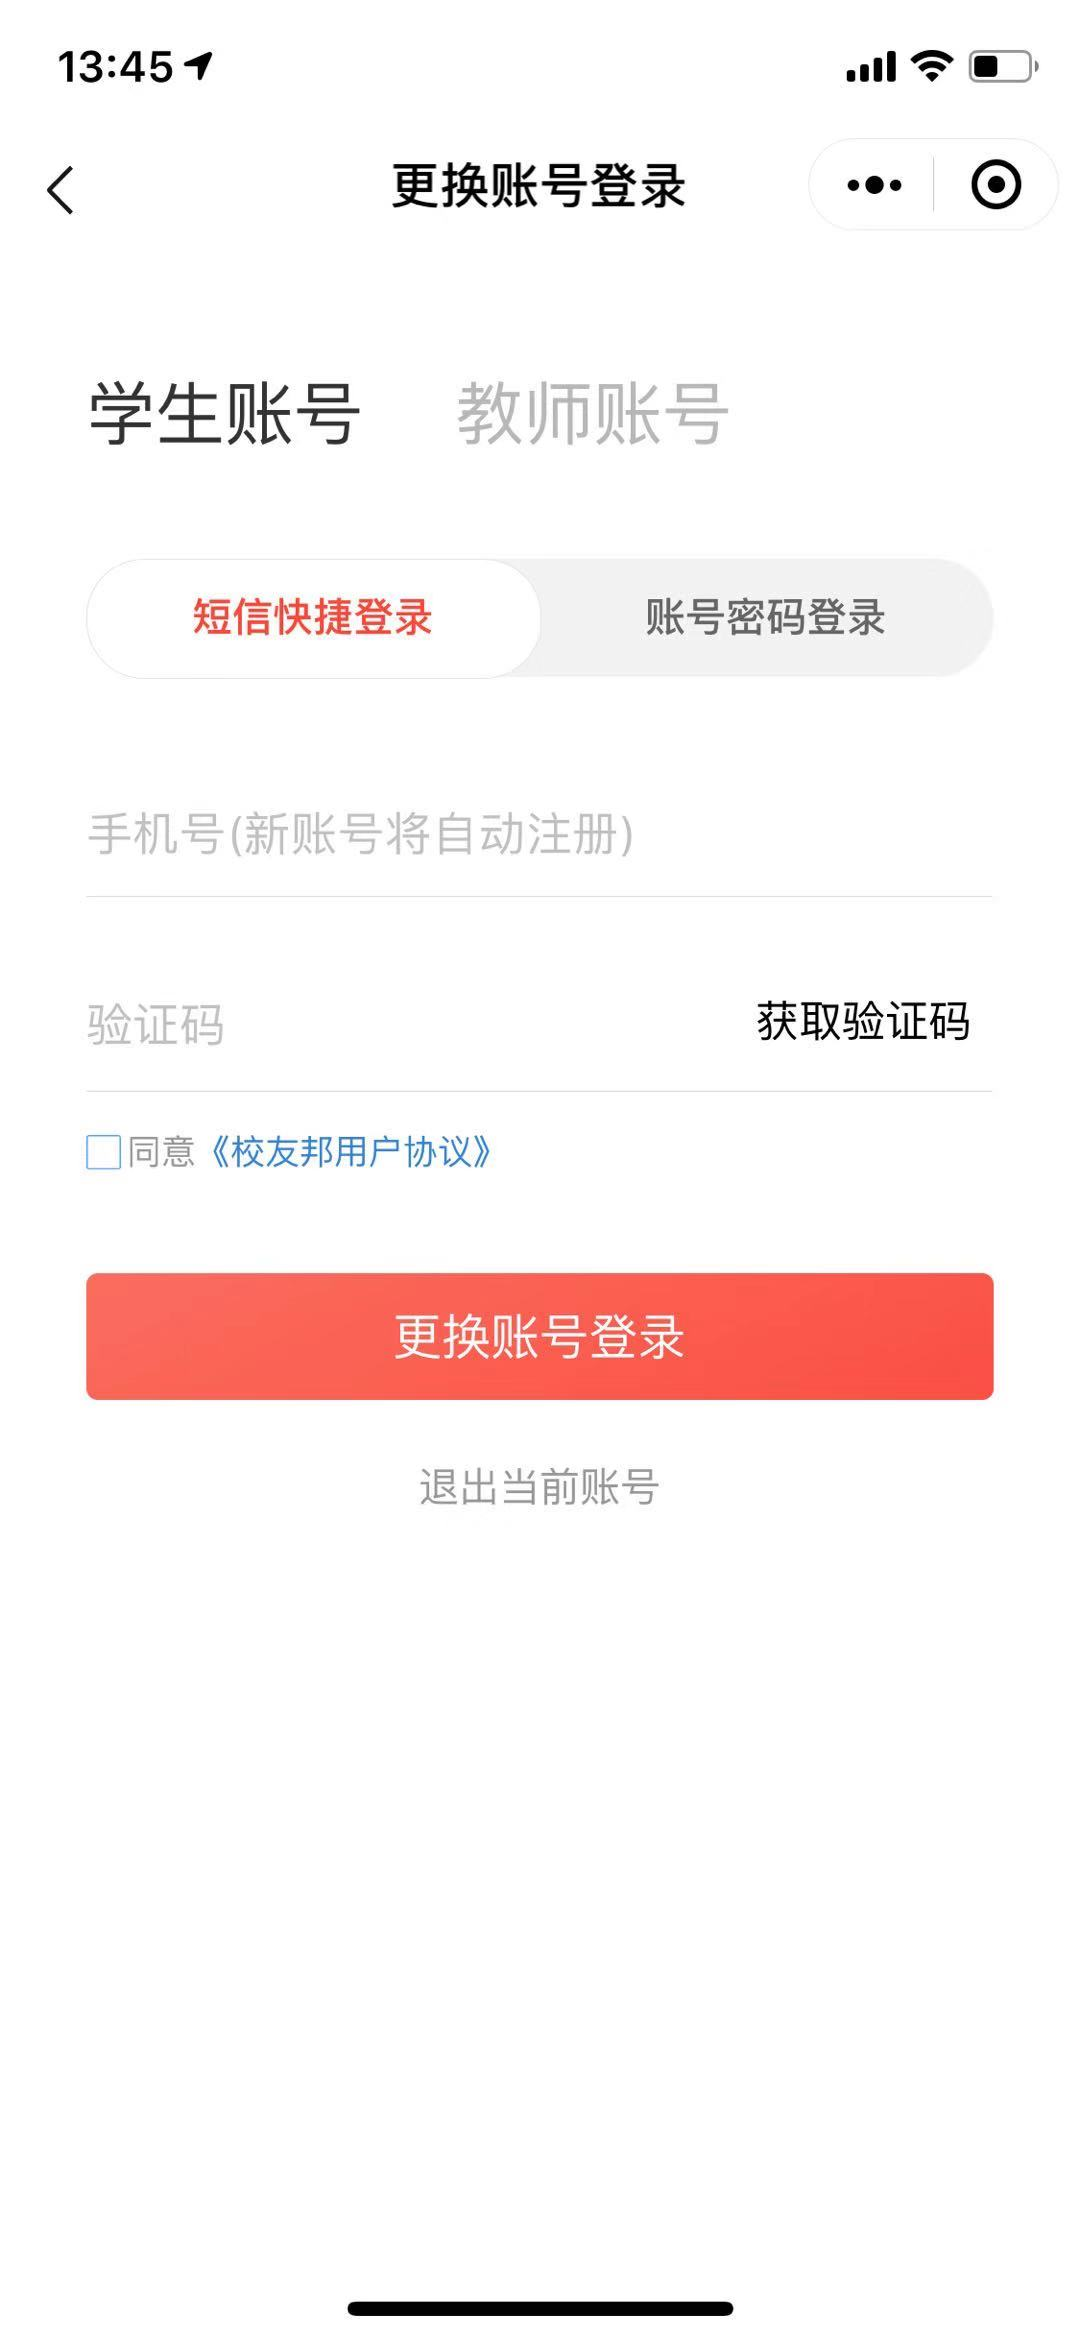 13:45
更换账号登录
学生账号 教师账号
短信快捷登录 账号密码登录
手机号(新账号将自动注册)
验证码 获取验证码
同意《校友邦用户协议》
更换账号登录
退出当前账号